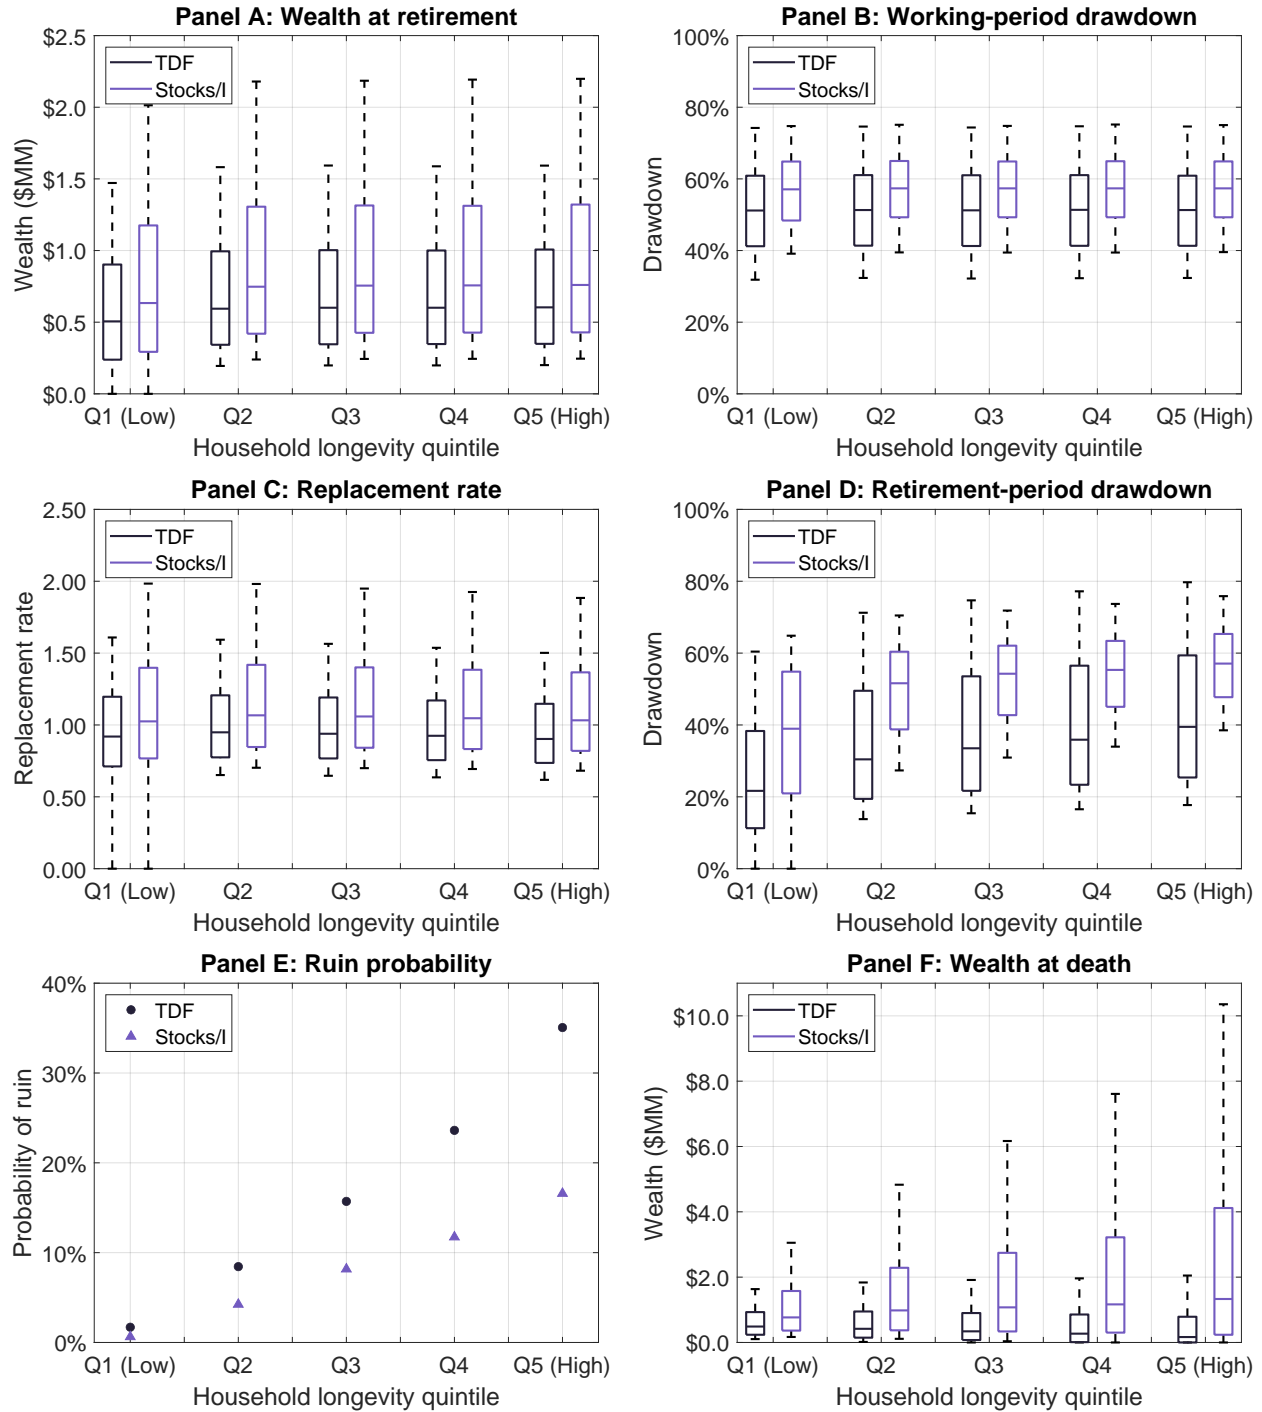 Panel A: Wealth at retirement
$2.5
$2.0
$1.5
$1.0
$0.5
$0.0
Wealth ($MM)
TDF
Stocks/I
Q1 (Low) Q2 Q3 Q4 Q5 (High)
Household longevity quintile
Panel B: Working-period drawdown
100%
80%
60%
40%
20%
0%
Drawdown
TDF
Stocks/I
Q1 (Low) Q2 Q3 Q4 Q5 (High)
Household longevity quintile
Panel C: Replacement rate
2.50
2.00
1.50
1.00
0.50
0.00
Replacement rate
TDF
Stocks/I
Q1 (Low) Q2 Q3 Q4 Q5 (High)
Household longevity quintile
Panel D: Retirement-period drawdown
100%
80%
60%
40%
20%
0%
Drawdown
TDF
Stocks/I
Q1 (Low) Q2 Q3 Q4 Q5 (High)
Household longevity quintile
Panel E: Ruin probability
40%
30%
20%
10%
0%
Probability of ruin
TDF
Stocks/I
Q1 (Low) Q2 Q3 Q4 Q5 (High)
Household longevity quintile
Panel F: Wealth at death
$10.0
$8.0
$6.0
$4.0
$2.0
$0.0
Wealth ($MM)
TDF
Stocks/I
Q1 (Low) Q2 Q3 Q4 Q5 (High)
Household longevity quintile